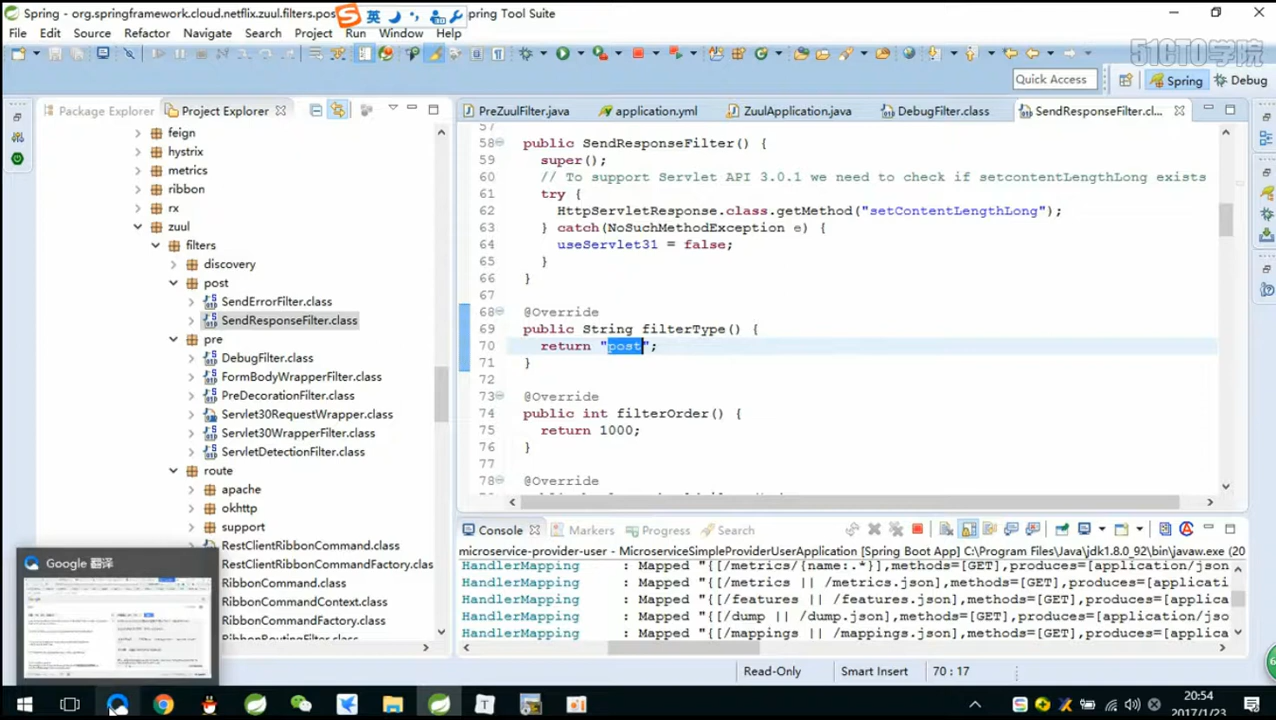 Spring - org.springframework.cloud.netflix.zuul.filters.pos
英
pring Tool Suite
File Edit Source Refactor Navigate Search Project Run Window Help
51CTO学院
Quick Access
Spring
Debug
Package Explorer
Project Explorer
PreZuulFilter.java
application.yml
ZuulApplication.java
DebugFilter.class
SendResponseFilter.cl...
feign
hystrix
metrics
ribbon
rx
zuul
filters
discovery
post
SendErrorFilter.class
SendResponseFilter.class
pre
DebugFilter.class
FormBodyWrapperFilter.class
PreDecorationFilter.class
Servlet30RequestWrapper.class
Servlet30WrapperFilter.class
ServletDetectionFilter.class
route
apache
okhttp
support
RestClientRibbonCommand.class
RestClientRibbonCommandFactory.class
RibbonCommand.class
RibbonCommandContext.class
RibbonCommandFactory.class
RibbonRoutingFilter.class
Google 翻译
57
58 public SendResponseFilter() {
59 super();
60 // To support Servlet API 3.0.1 we need to check if setcontentLengthLong exists
61 try {
62 HttpServletResponse.class.getMethod("setContentLengthLong");
63 } catch(NoSuchMethodException e) {
64 useServlet31 = false;
65 }
66 }
67
68 @Override
69 public String filterType() {
70 return "post";
71 }
72
73 @Override
74 public int filterOrder() {
75 return 1000;
76 }
77
78 @Override
Console
Markers
Progress
Search
microservice-provider-user - MicroserviceSimpleProviderUserApplication [Spring Boot App] C:\Program Files\Java\jdk1.8.0_92\bin\javaw.exe (20
HandlerMapping : Mapped "{[/metrics/{name:.*}],methods=[GET],produces=[application/json
HandlerMapping : Mapped "{[/metrics || /metrics.json],methods=[GET],produces=[applicati
HandlerMapping : Mapped "{[/features || /features.json],methods=[GET],produces=[applica
HandlerMapping : Mapped "{[/dump || /dump.json],methods=[GET],produces=[application/jso
HandlerMapping : Mapped "{[/mappings || /mappings.json],methods=[GET],produces=[applica
Read-Only
Smart Insert
70 : 17
20:54
2017/1/23